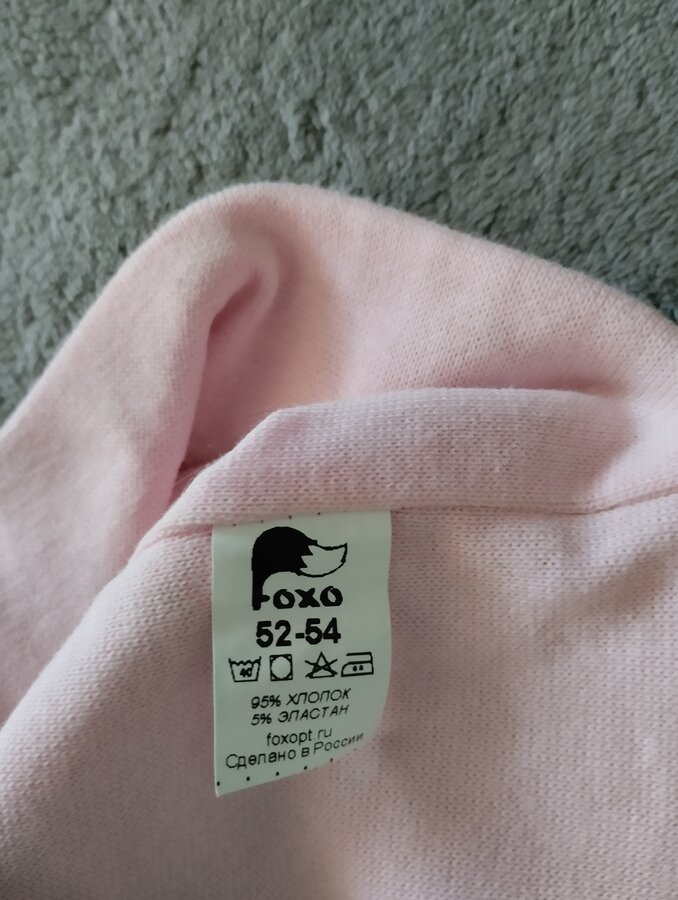 Foxo
52-54
40
95% ХЛОПОК
5% ЭЛАСТАН
foxopt.ru
Сделано в России